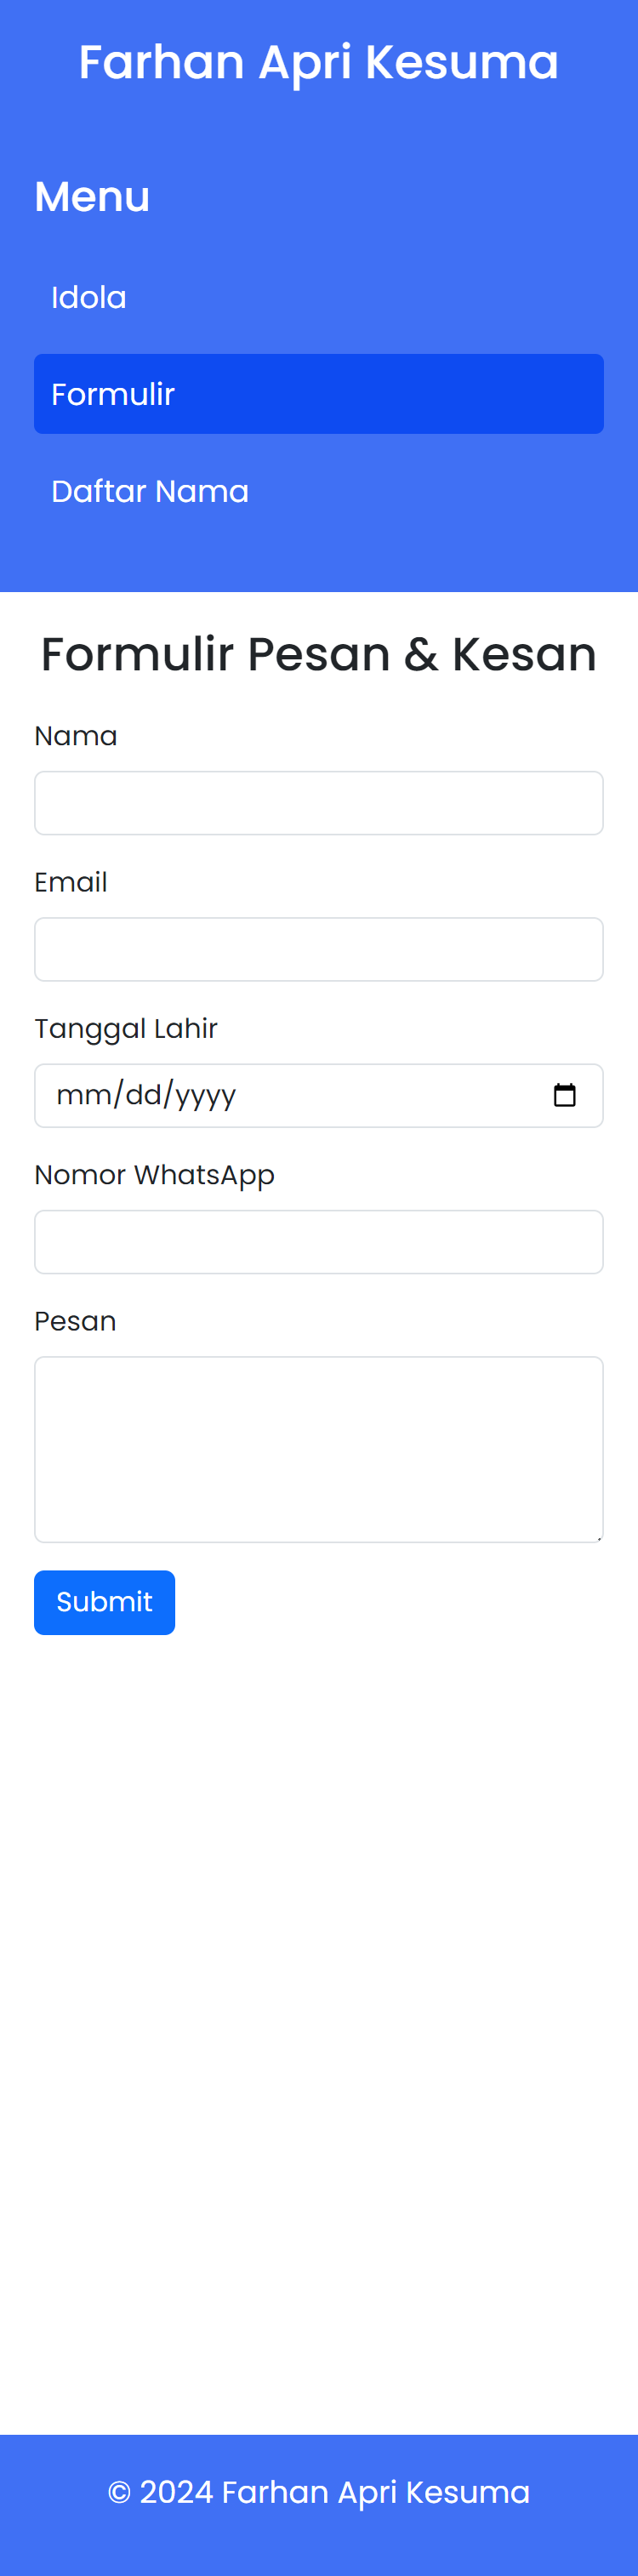 Farhan Apri Kesuma
Menu
Idola
Formulir
Daftar Nama
Formulir Pesan & Kesan
Nama
Email
Tanggal Lahir
mm/dd/yyyy
Nomor WhatsApp
Pesan
Submit
© 2024 Farhan Apri Kesuma